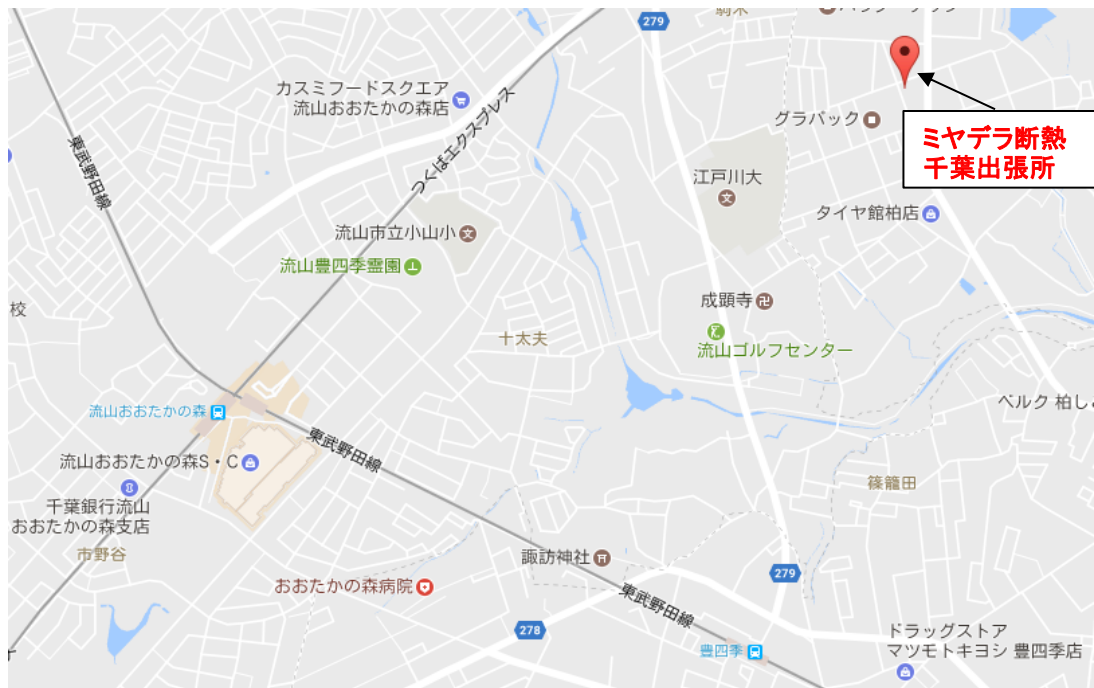 279
カスミフードスクエア
流山おおたかの森店
つくばエクスプレス
東武野田線
グラバック
ミヤデラ断熱
千葉出張所
江戸川大
タイヤ館柏店
流山市立小山小
流山豊四季霊園
成顕寺
校
十太夫
流山ゴルフセンター
流山おおたかの森
ベルク 柏し
東武野田線
流山おおたかの森S・C
篠籠田
千葉銀行流山
おおたかの森支店
市野谷
諏訪神社
279
おおたかの森病院
東武野田線
278
ドラッグストア
マツモトキヨシ 豊四季店
豊四季